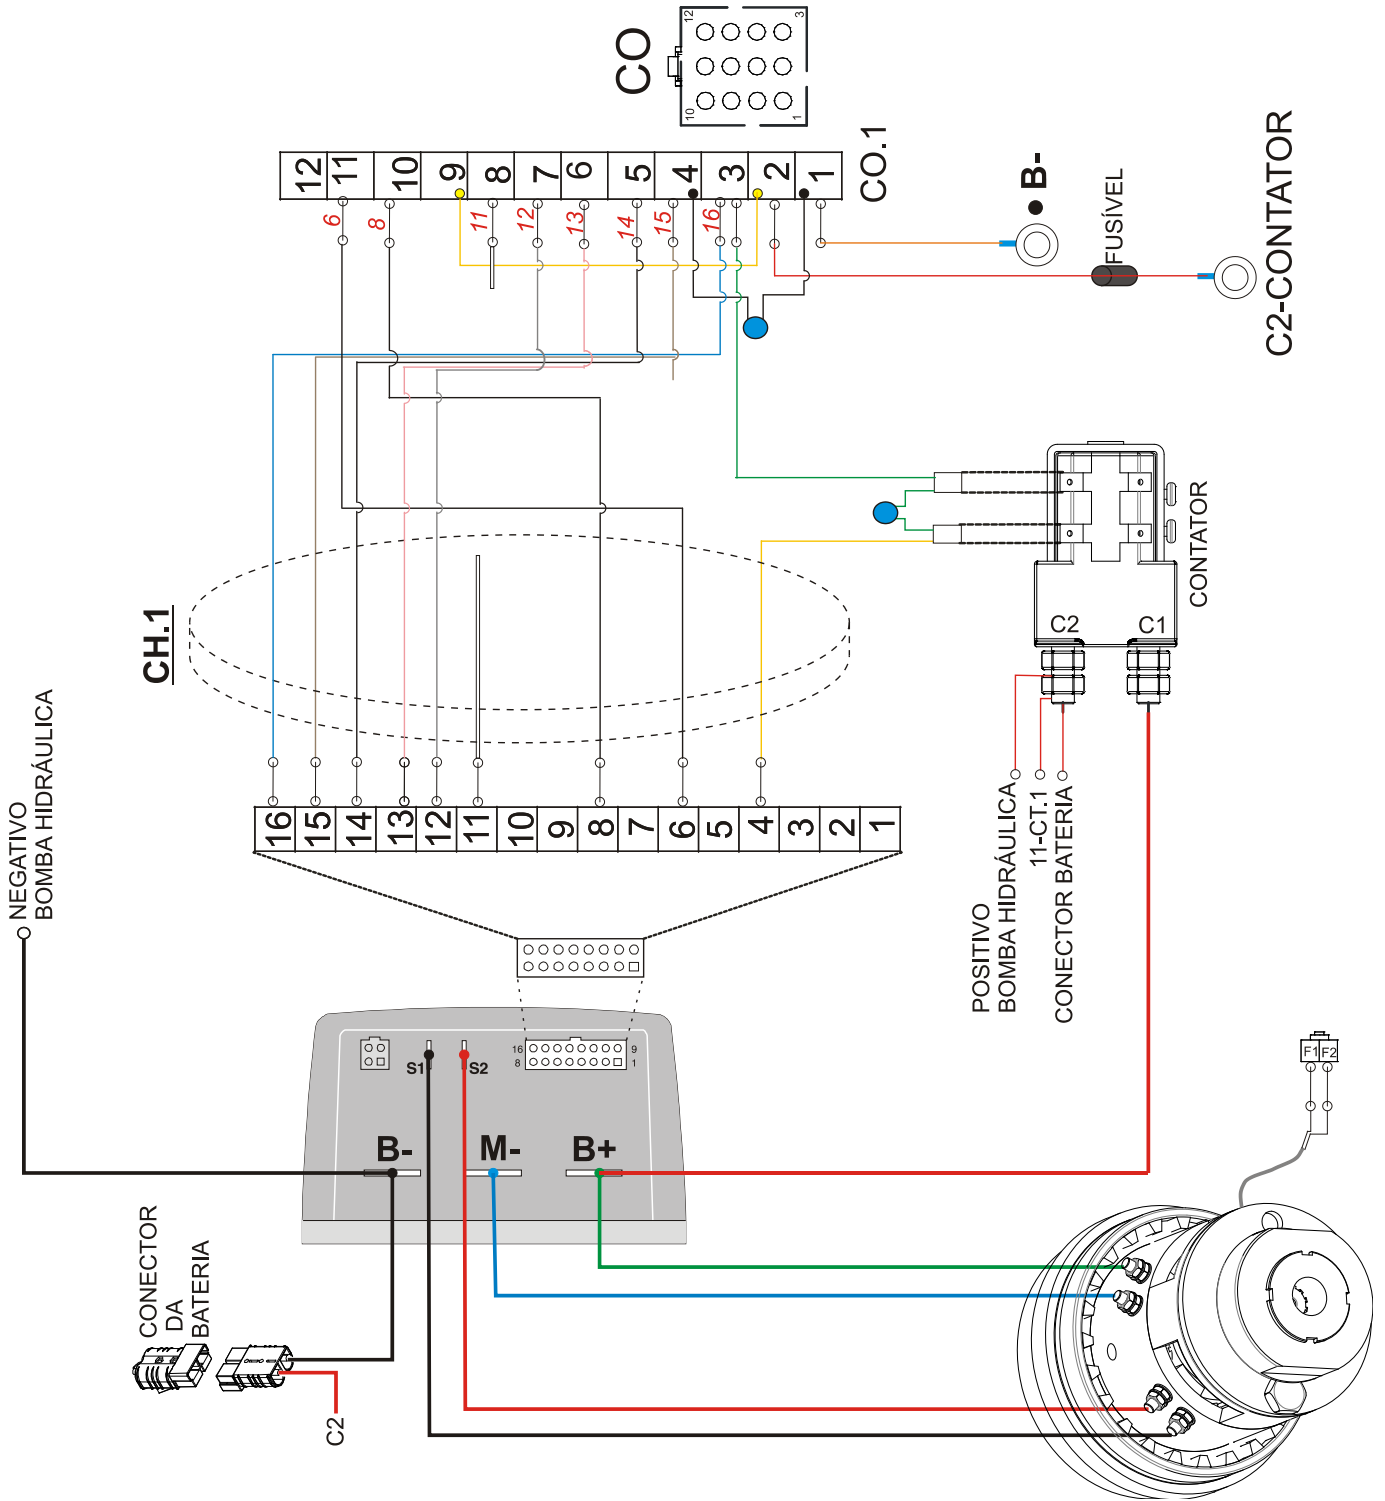 CO
12
3
10
1
CO.1
12
11
10
9
8
7
6
5
4
3
2
1
6
8
11
12
13
14
15
16
B-
FUSÍVEL
C2-CONTATOR
CH.1
CONTATOR
C2
C1
NEGATIVO
BOMBA HIDRÁULICA
16
15
14
13
12
11
10
9
8
7
6
5
4
3
2
1
POSITIVO
BOMBA HIDRÁULICA
11-CT.1
CONECTOR BATERIA
S1
S2
16
9
8
1
B-
M-
B+
F1
F2
CONECTOR
DA
BATERIA
C2